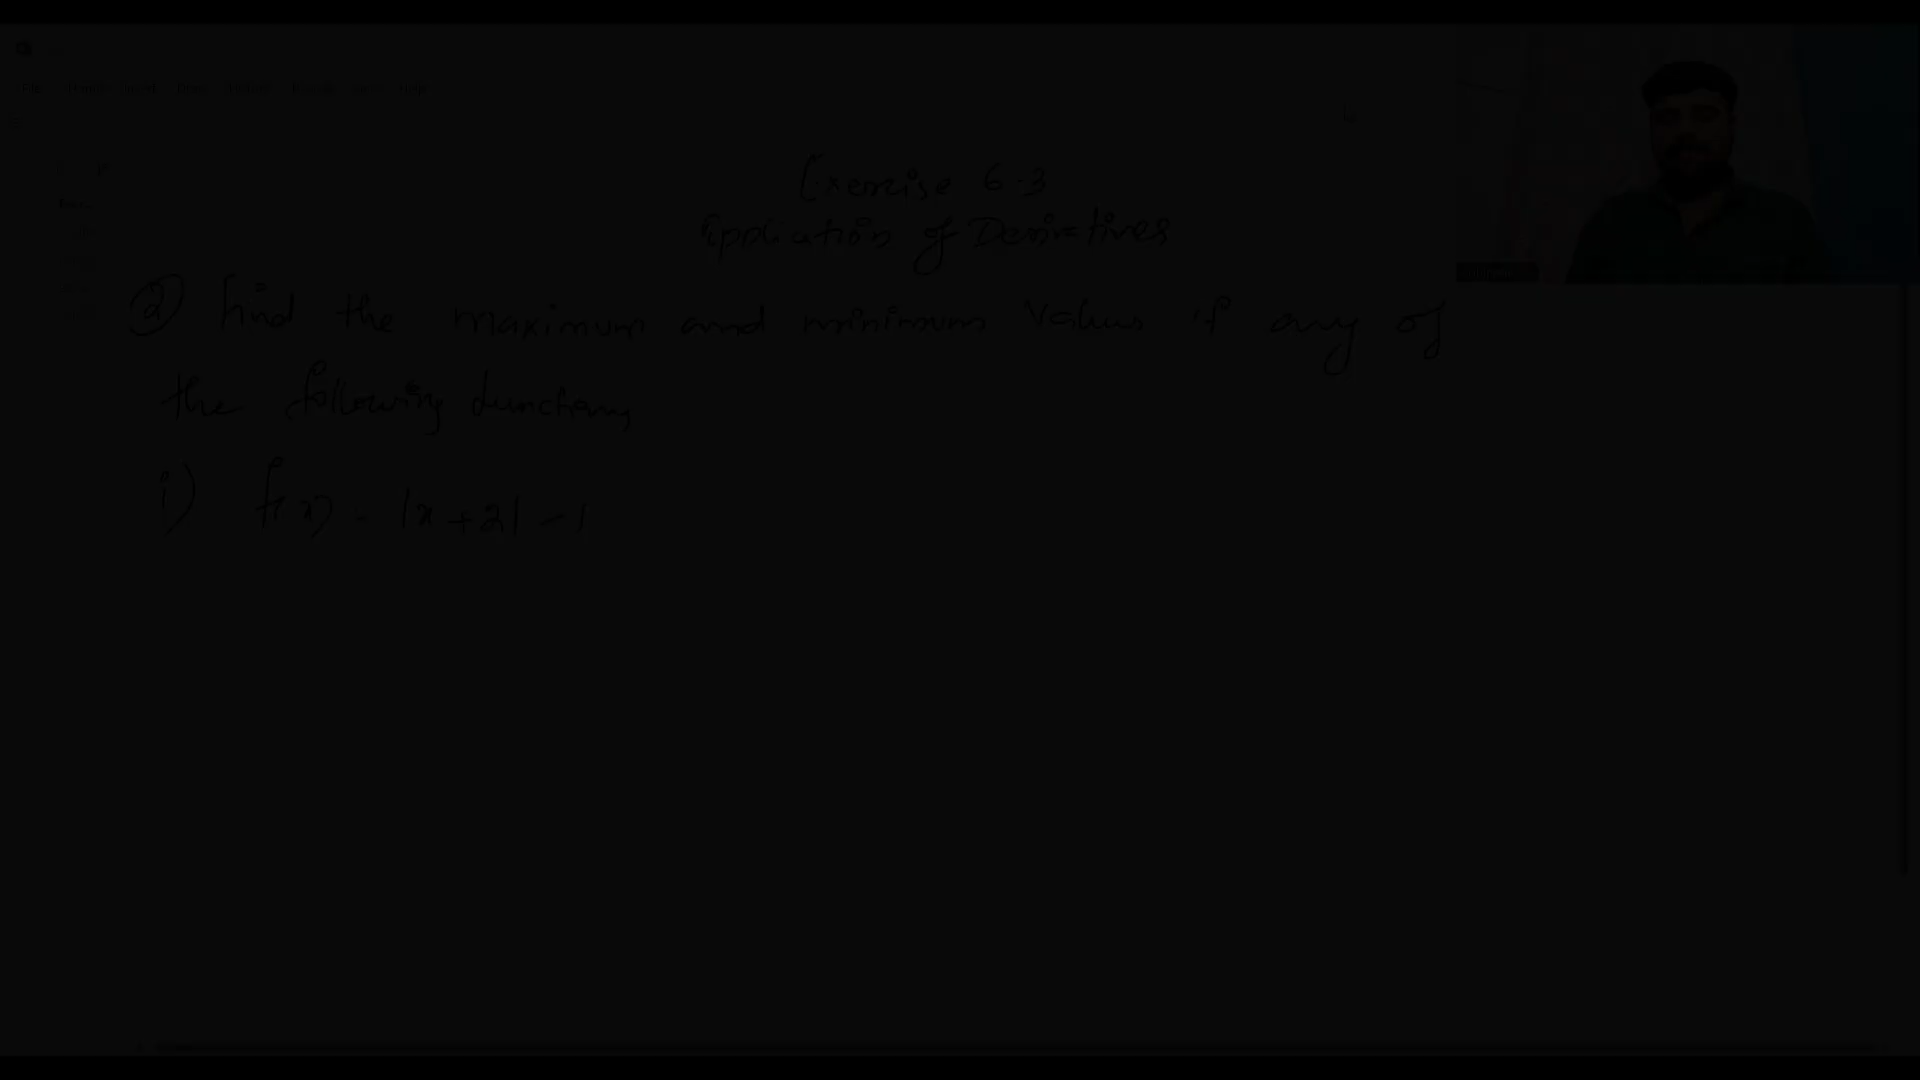 Exercise 6.3
Application of Derivatives
2) Find the maximum and minimum values if any of
the following functions
i) f(x) = |x+2| - 1